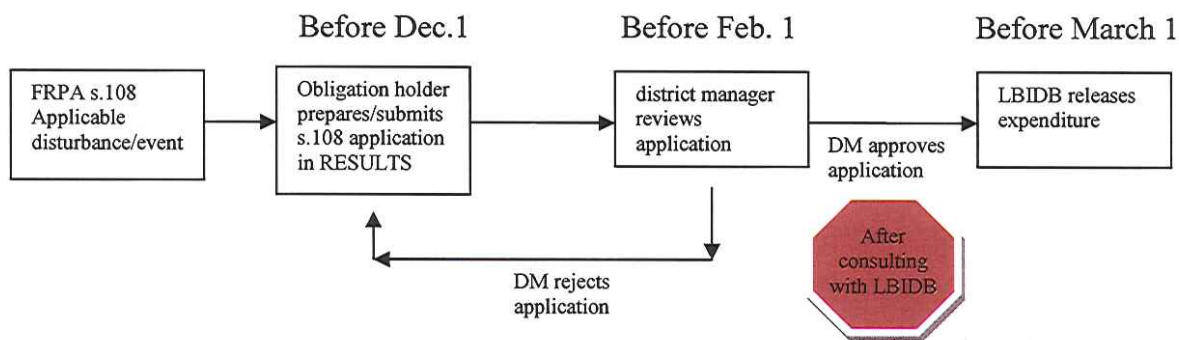 Before Dec.1
Before Feb. 1
Before March 1
FRPA s.108
Applicable
disturbance/event
Obligation holder
prepares/submits
s.108 application
in RESULTS
district manager
reviews
application
DM approves
application
LBIDB releases
expenditure
After
consulting
with LBIDB
DM rejects
application